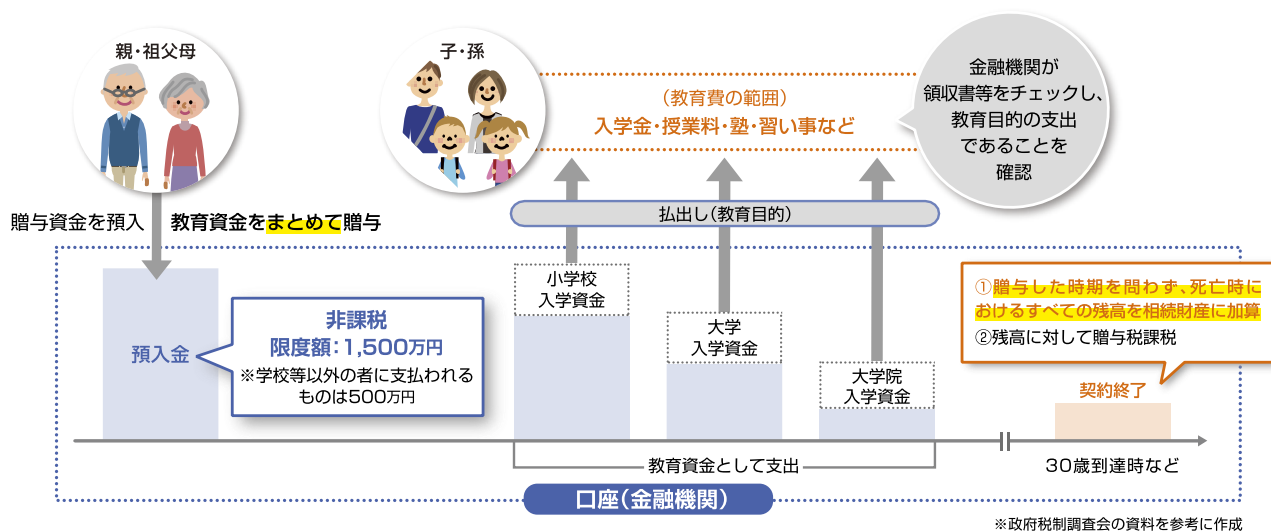 親・祖父母
子・孫
(教育費の範囲)
入学金・授業料・塾・習い事など
金融機関が
領収書等をチェックし、
教育目的の支出
であることを
確認
贈与資金を預入
教育資金をまとめて贈与
払出し(教育目的)
預入金
非課税
限度額:1,500万円
※学校等以外の者に支払われる
ものは500万円
小学校
入学資金
大学
入学資金
大学院
入学資金
①贈与した時期を問わず、死亡時に
おけるすべての残高を相続財産に加算
②残高に対して贈与税課税
契約終了
教育資金として支出
30歳到達時など
口座(金融機関)
※政府税制調査会の資料を参考に作成